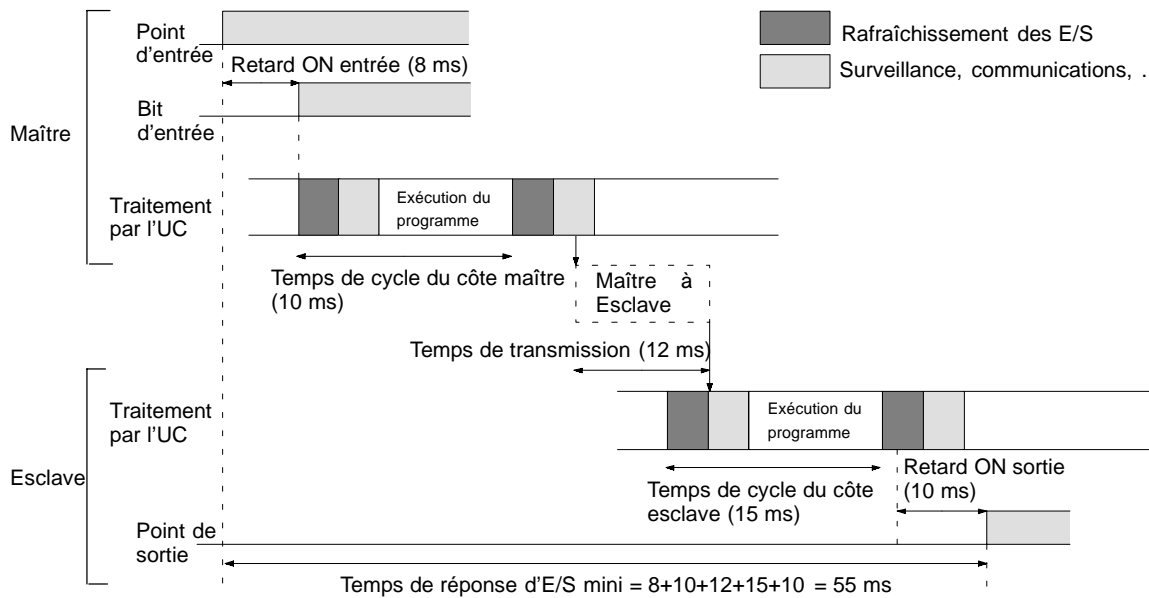 Point
d'entrée
Retard ON entrée (8 ms)
Rafraîchissement des E/S
Surveillance, communications, .
Bit
d'entrée
Maître
Traitement
par l'UC
Exécution du
programme
Temps de cycle du côte maître
(10 ms)
Maître à
Esclave
Temps de transmission (12 ms)
Traitement
par l'UC
Exécution du
programme
Esclave
Temps de cycle du côte
esclave (15 ms)
Retard ON sortie
(10 ms)
Point de
sortie
Temps de réponse d'E/S mini = 8+10+12+15+10 = 55 ms